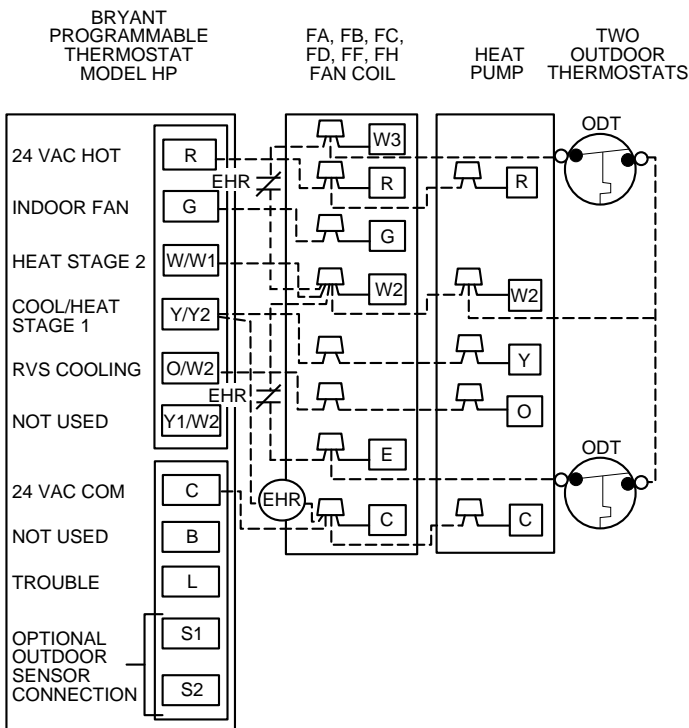 BRYANT
PROGRAMMABLE
THERMOSTAT
MODEL HP
FA, FB, FC,
FD, FF, FH
FAN COIL
HEAT
PUMP
TWO
OUTDOOR
THERMOSTATS
24 VAC HOT
R
INDOOR FAN
G
HEAT STAGE 2
W/W1
COOL/HEAT
STAGE 1
Y/Y2
RVS COOLING
O/W2
NOT USED
Y1/W2
24 VAC COM
C
NOT USED
B
TROUBLE
L
OPTIONAL
OUTDOOR
SENSOR
CONNECTION
S1
S2
EHR
EHR
EHR
W3
R
G
W2
E
C
R
W2
Y
O
C
ODT
ODT